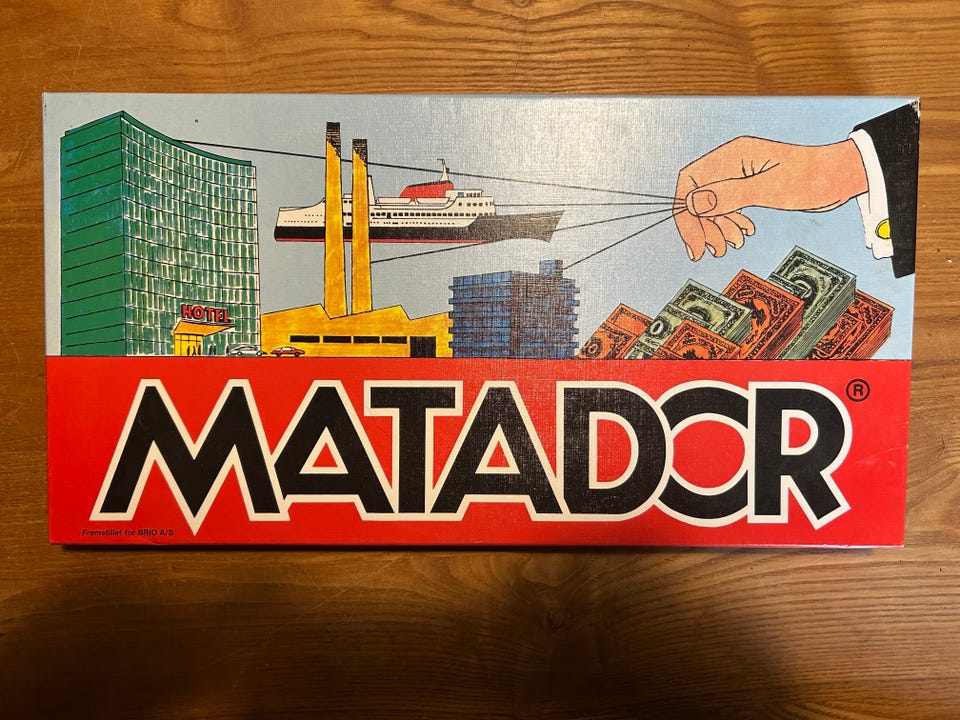 HOTEL
MATADOR®
Fremstillet for BRIO A/S